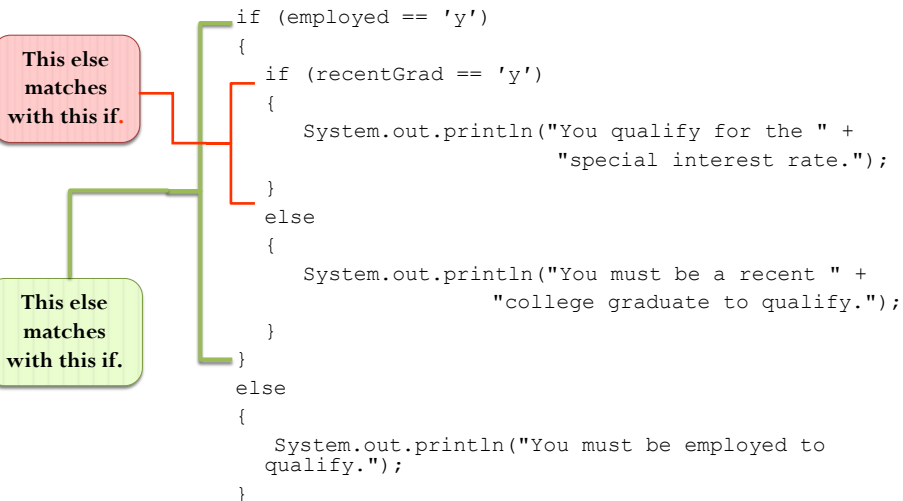 if (employed == 'y')
{
if (recentGrad == 'y')
{
System.out.println("You qualify for the " +
"special interest rate.");
}
else
{
System.out.println("You must be a recent " +
"college graduate to qualify.");
}
}
else
{
System.out.println("You must be employed to
qualify.");
}
This else
matches
with this if.
This else
matches
with this if.